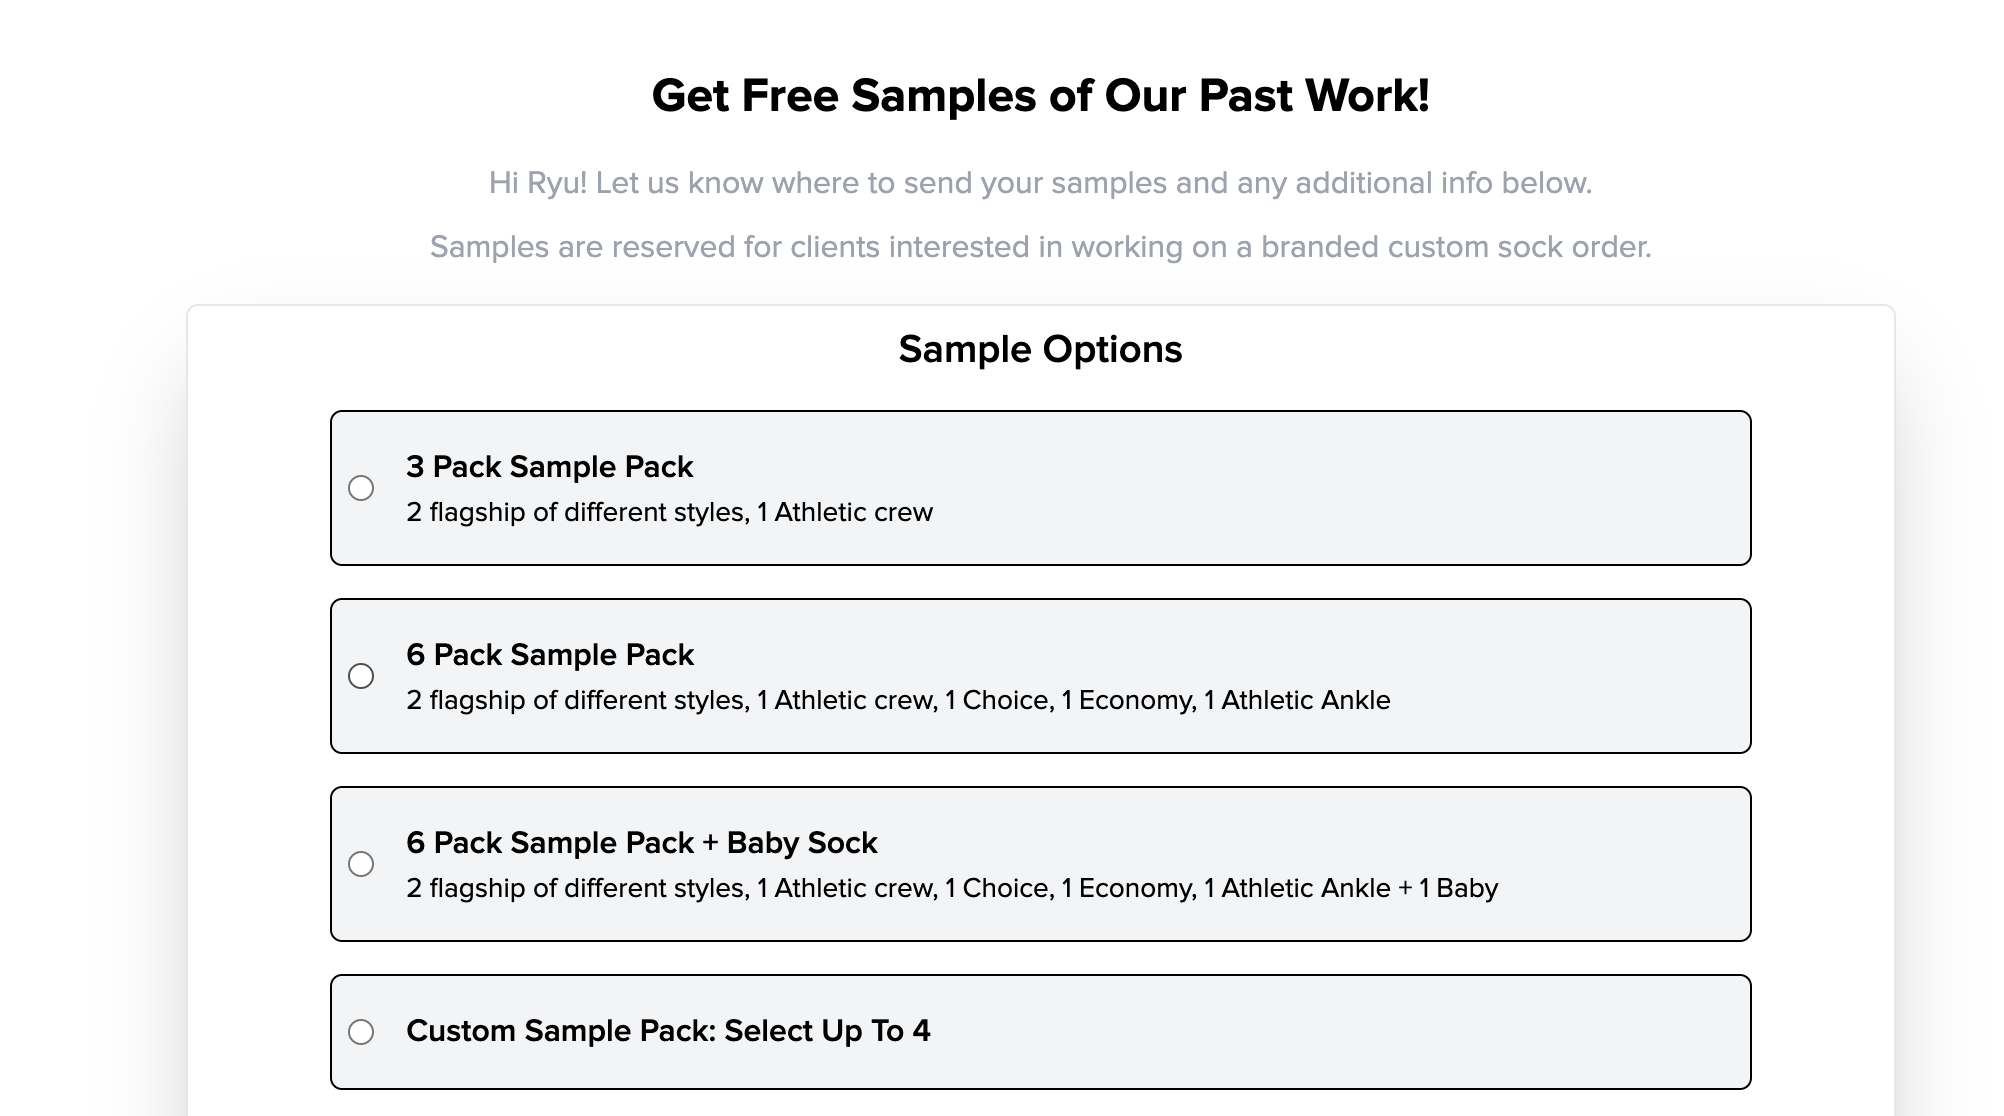 Get Free Samples of Our Past Work!
Hi Ryu! Let us know where to send your samples and any additional info below.
Samples are reserved for clients interested in working on a branded custom sock order.
Sample Options
3 Pack Sample Pack
2 flagship of different styles, 1 Athletic crew
6 Pack Sample Pack
2 flagship of different styles, 1 Athletic crew, 1 Choice, 1 Economy, 1 Athletic Ankle
6 Pack Sample Pack + Baby Sock
2 flagship of different styles, 1 Athletic crew, 1 Choice, 1 Economy, 1 Athletic Ankle + 1 Baby
Custom Sample Pack: Select Up To 4